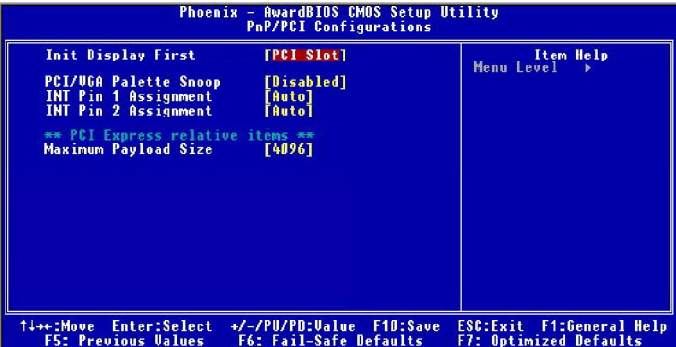 Phoenix - AwardBIOS CMOS Setup Utility
PnP/PCI Configurations
Init Display First [PCI Slot]
PCI/VGA Palette Snoop [Disabled]
INT Pin 1 Assignment [Auto]
INT Pin 2 Assignment [Auto]
** PCI Express relative items **
Maximum Payload Size [4096]
Item Help
Menu Level ▸
↑↓→←:Move Enter:Select +/-/PU/PD:Value F10:Save ESC:Exit F1:General Help
F5: Previous Values F6: Fail-Safe Defaults F7: Optimized Defaults